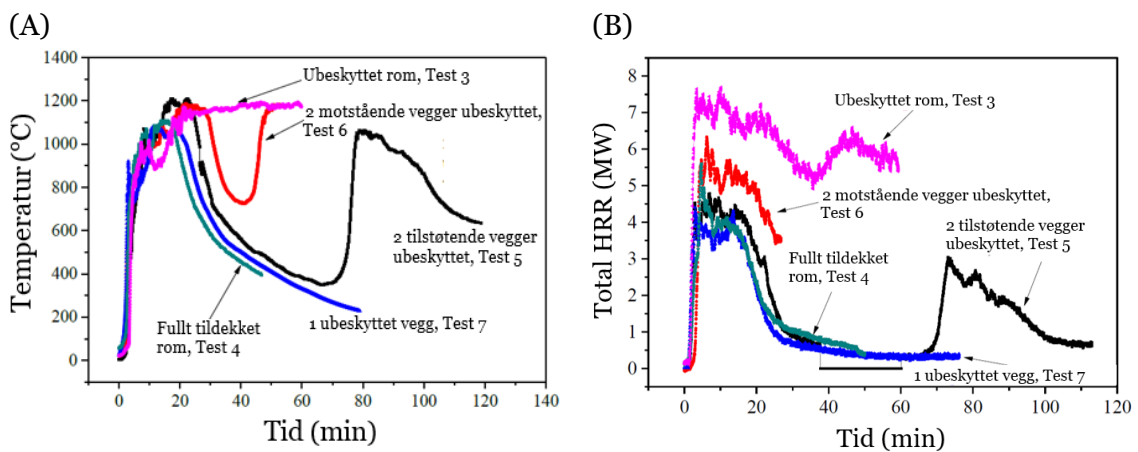 (A)
Temperatur (°C)
1400
1200
1000
800
600
400
200
0
0 20 40 60 80 100 120 140
Tid (min)
Ubeskyttet rom, Test 3
2 motstående vegger ubeskyttet,
Test 6
2 tilstøtende vegger
ubeskyttet, Test 5
1 ubeskyttet vegg, Test 7
Fullt tildekket
rom, Test 4
(B)
Total HRR (MW)
8
7
6
5
4
3
2
1
0
0 20 40 60 80 100 120
Tid (min)
Ubeskyttet rom, Test 3
2 motstående vegger ubeskyttet,
Test 6
2 tilstøtende vegger
ubeskyttet, Test 5
Fullt tildekket
rom, Test 4
1 ubeskyttet vegg, Test 7